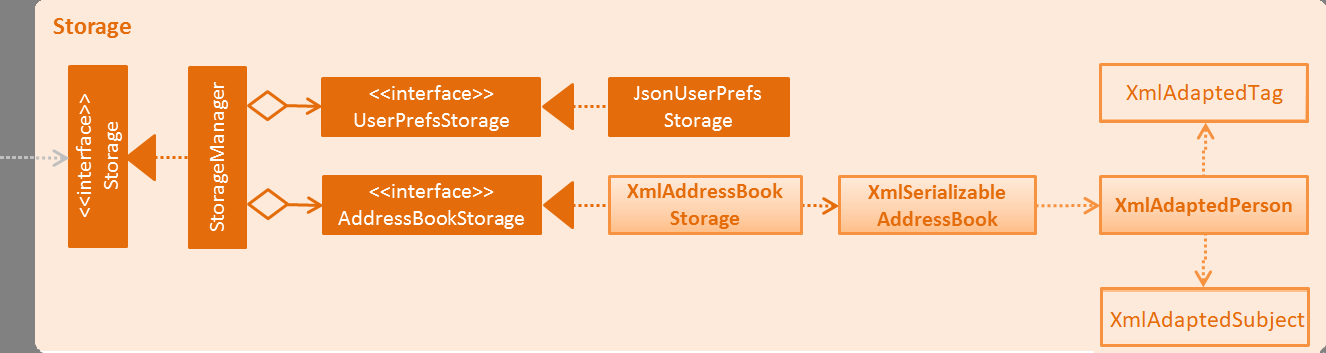 Storage
<<interface>>
Storage
StorageManager
<<interface>>
UserPrefsStorage
JsonUserPrefs
Storage
<<interface>>
AddressBookStorage
XmlAddressBook
Storage
XmlSerializable
AddressBook
XmlAdaptedTag
XmlAdaptedPerson
XmlAdaptedSubject